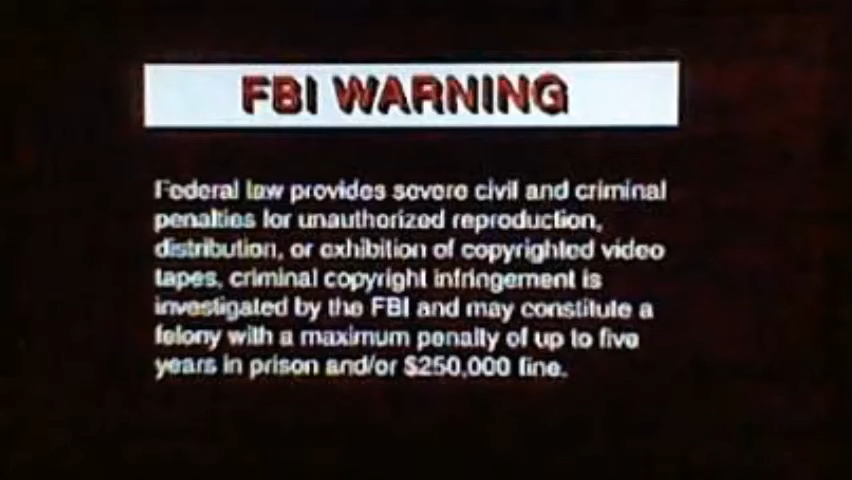 FBI WARNING
Federal law provides severe civil and criminal
penalties for unauthorized reproduction,
distribution, or exhibition of copyrighted video
tapes, criminal copyright infringement is
investigated by the FBI and may constitute a
felony with a maximum penalty of up to five
years in prison and/or $250,000 fine.